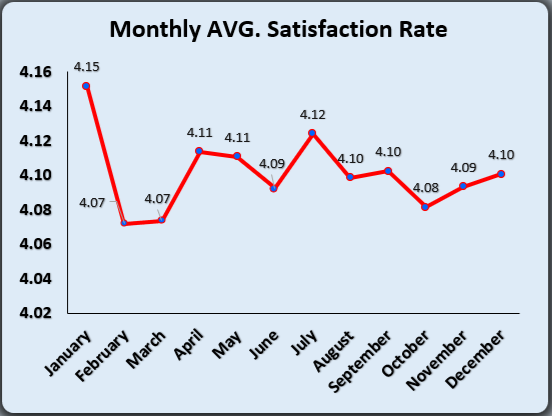 Monthly AVG. Satisfaction Rate
4.16
4.14
4.12
4.10
4.08
4.06
4.04
4.02
4.15
4.07
4.07
4.11
4.11
4.09
4.12
4.10
4.10
4.08
4.09
4.10
January
February
March
April
May
June
July
August
September
October
November
December